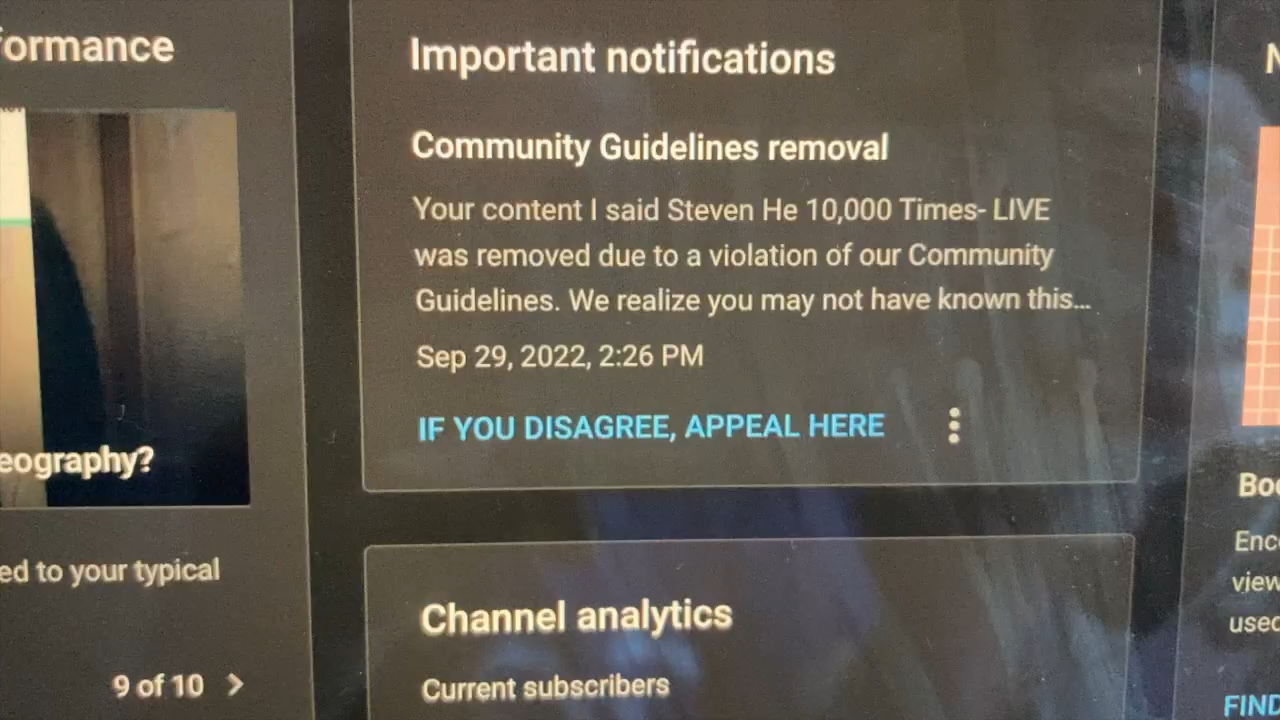 formance
eography?
ed to your typical
9 of 10
Important notifications
Community Guidelines removal
Your content I said Steven He 10,000 Times- LIVE
was removed due to a violation of our Community
Guidelines. We realize you may not have known this...
Sep 29, 2022, 2:26 PM
IF YOU DISAGREE, APPEAL HERE
Channel analytics
Current subscribers
N
Boo
Enc
view
used
FIND